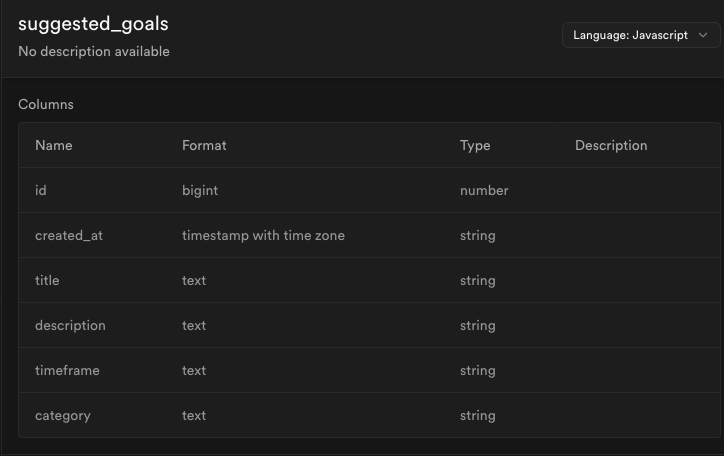 suggested_goals
No description available
Language: Javascript
Columns
Name Format Type Description
id bigint number
created_at timestamp with time zone string
title text string
description text string
timeframe text string
category text string